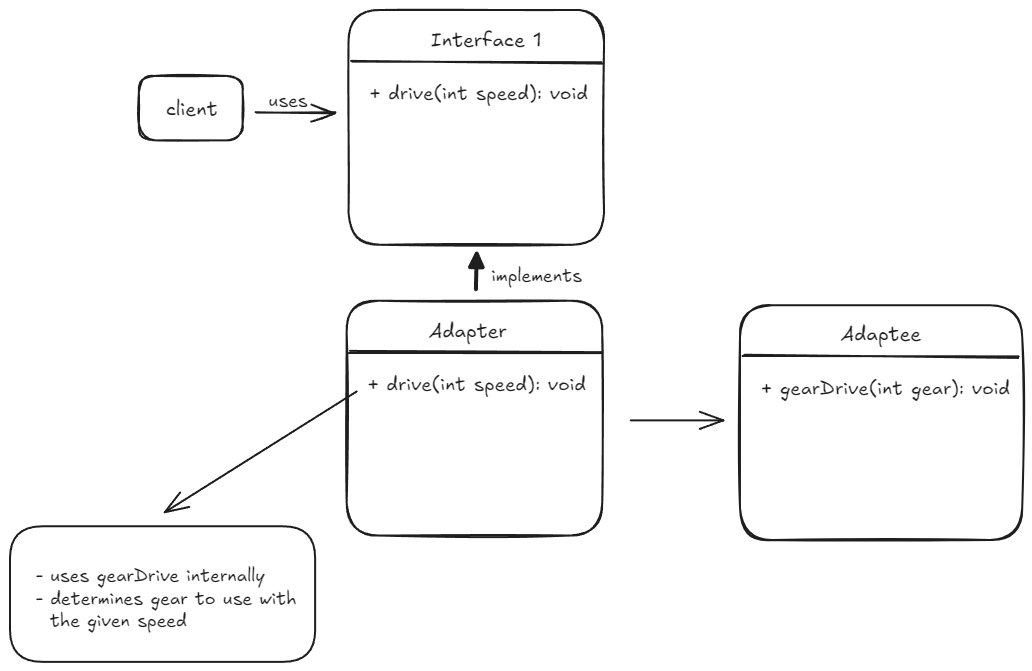 Interface 1
+ drive(int speed): void
client
uses
implements
Adapter
+ drive(int speed): void
Adaptee
+ gearDrive(int gear): void
- uses gearDrive internally
- determines gear to use with
the given speed